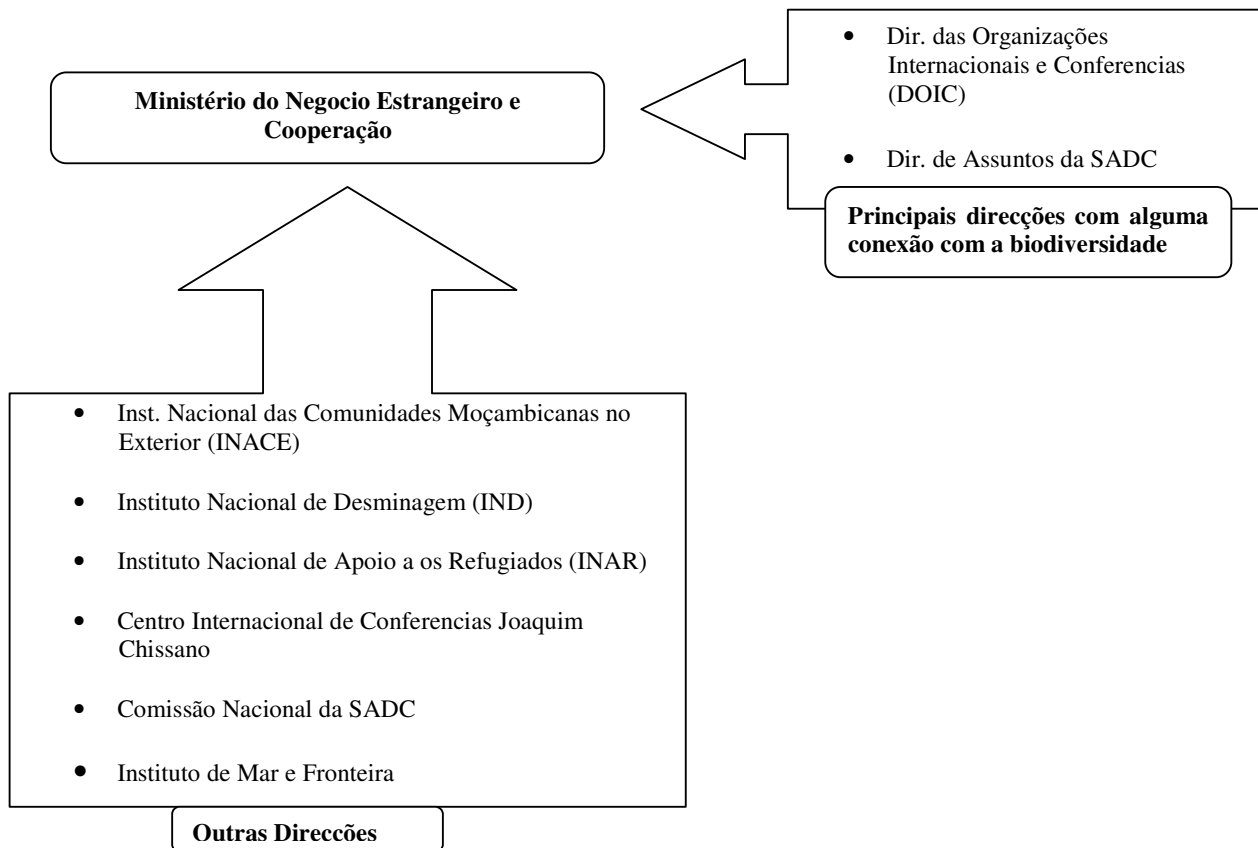 Ministério do Negocio Estrangeiro e
Cooperação
• Dir. das Organizações
Internacionais e Conferencias
(DOIC)
• Dir. de Assuntos da SADC
Principais direcções com alguma
conexão com a biodiversidade
• Inst. Nacional das Comunidades Moçambicanas no
Exterior (INACE)
• Instituto Nacional de Desminagem (IND)
• Instituto Nacional de Apoio a os Refugiados (INAR)
• Centro Internacional de Conferencias Joaquim
Chissano
• Comissão Nacional da SADC
• Instituto de Mar e Fronteira
Outras Direccões